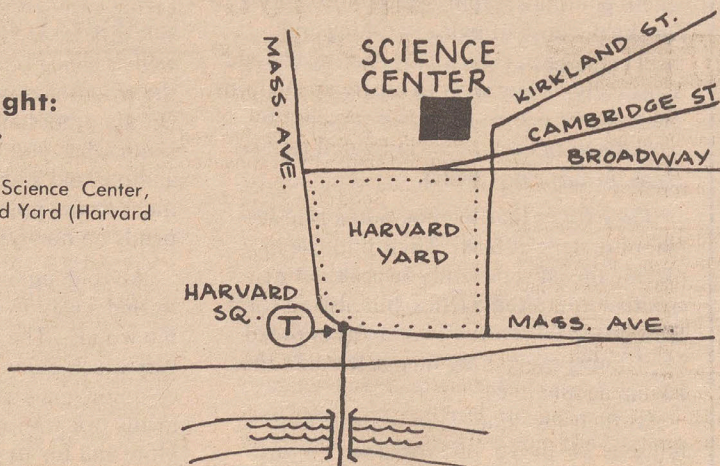 ght:
Science Center,
d Yard (Harvard
MASS. AVE.
SCIENCE
CENTER
KIRKLAND ST.
CAMBRIDGE ST
BROADWAY
HARVARD
YARD
HARVARD
SQ.
T
MASS. AVE.